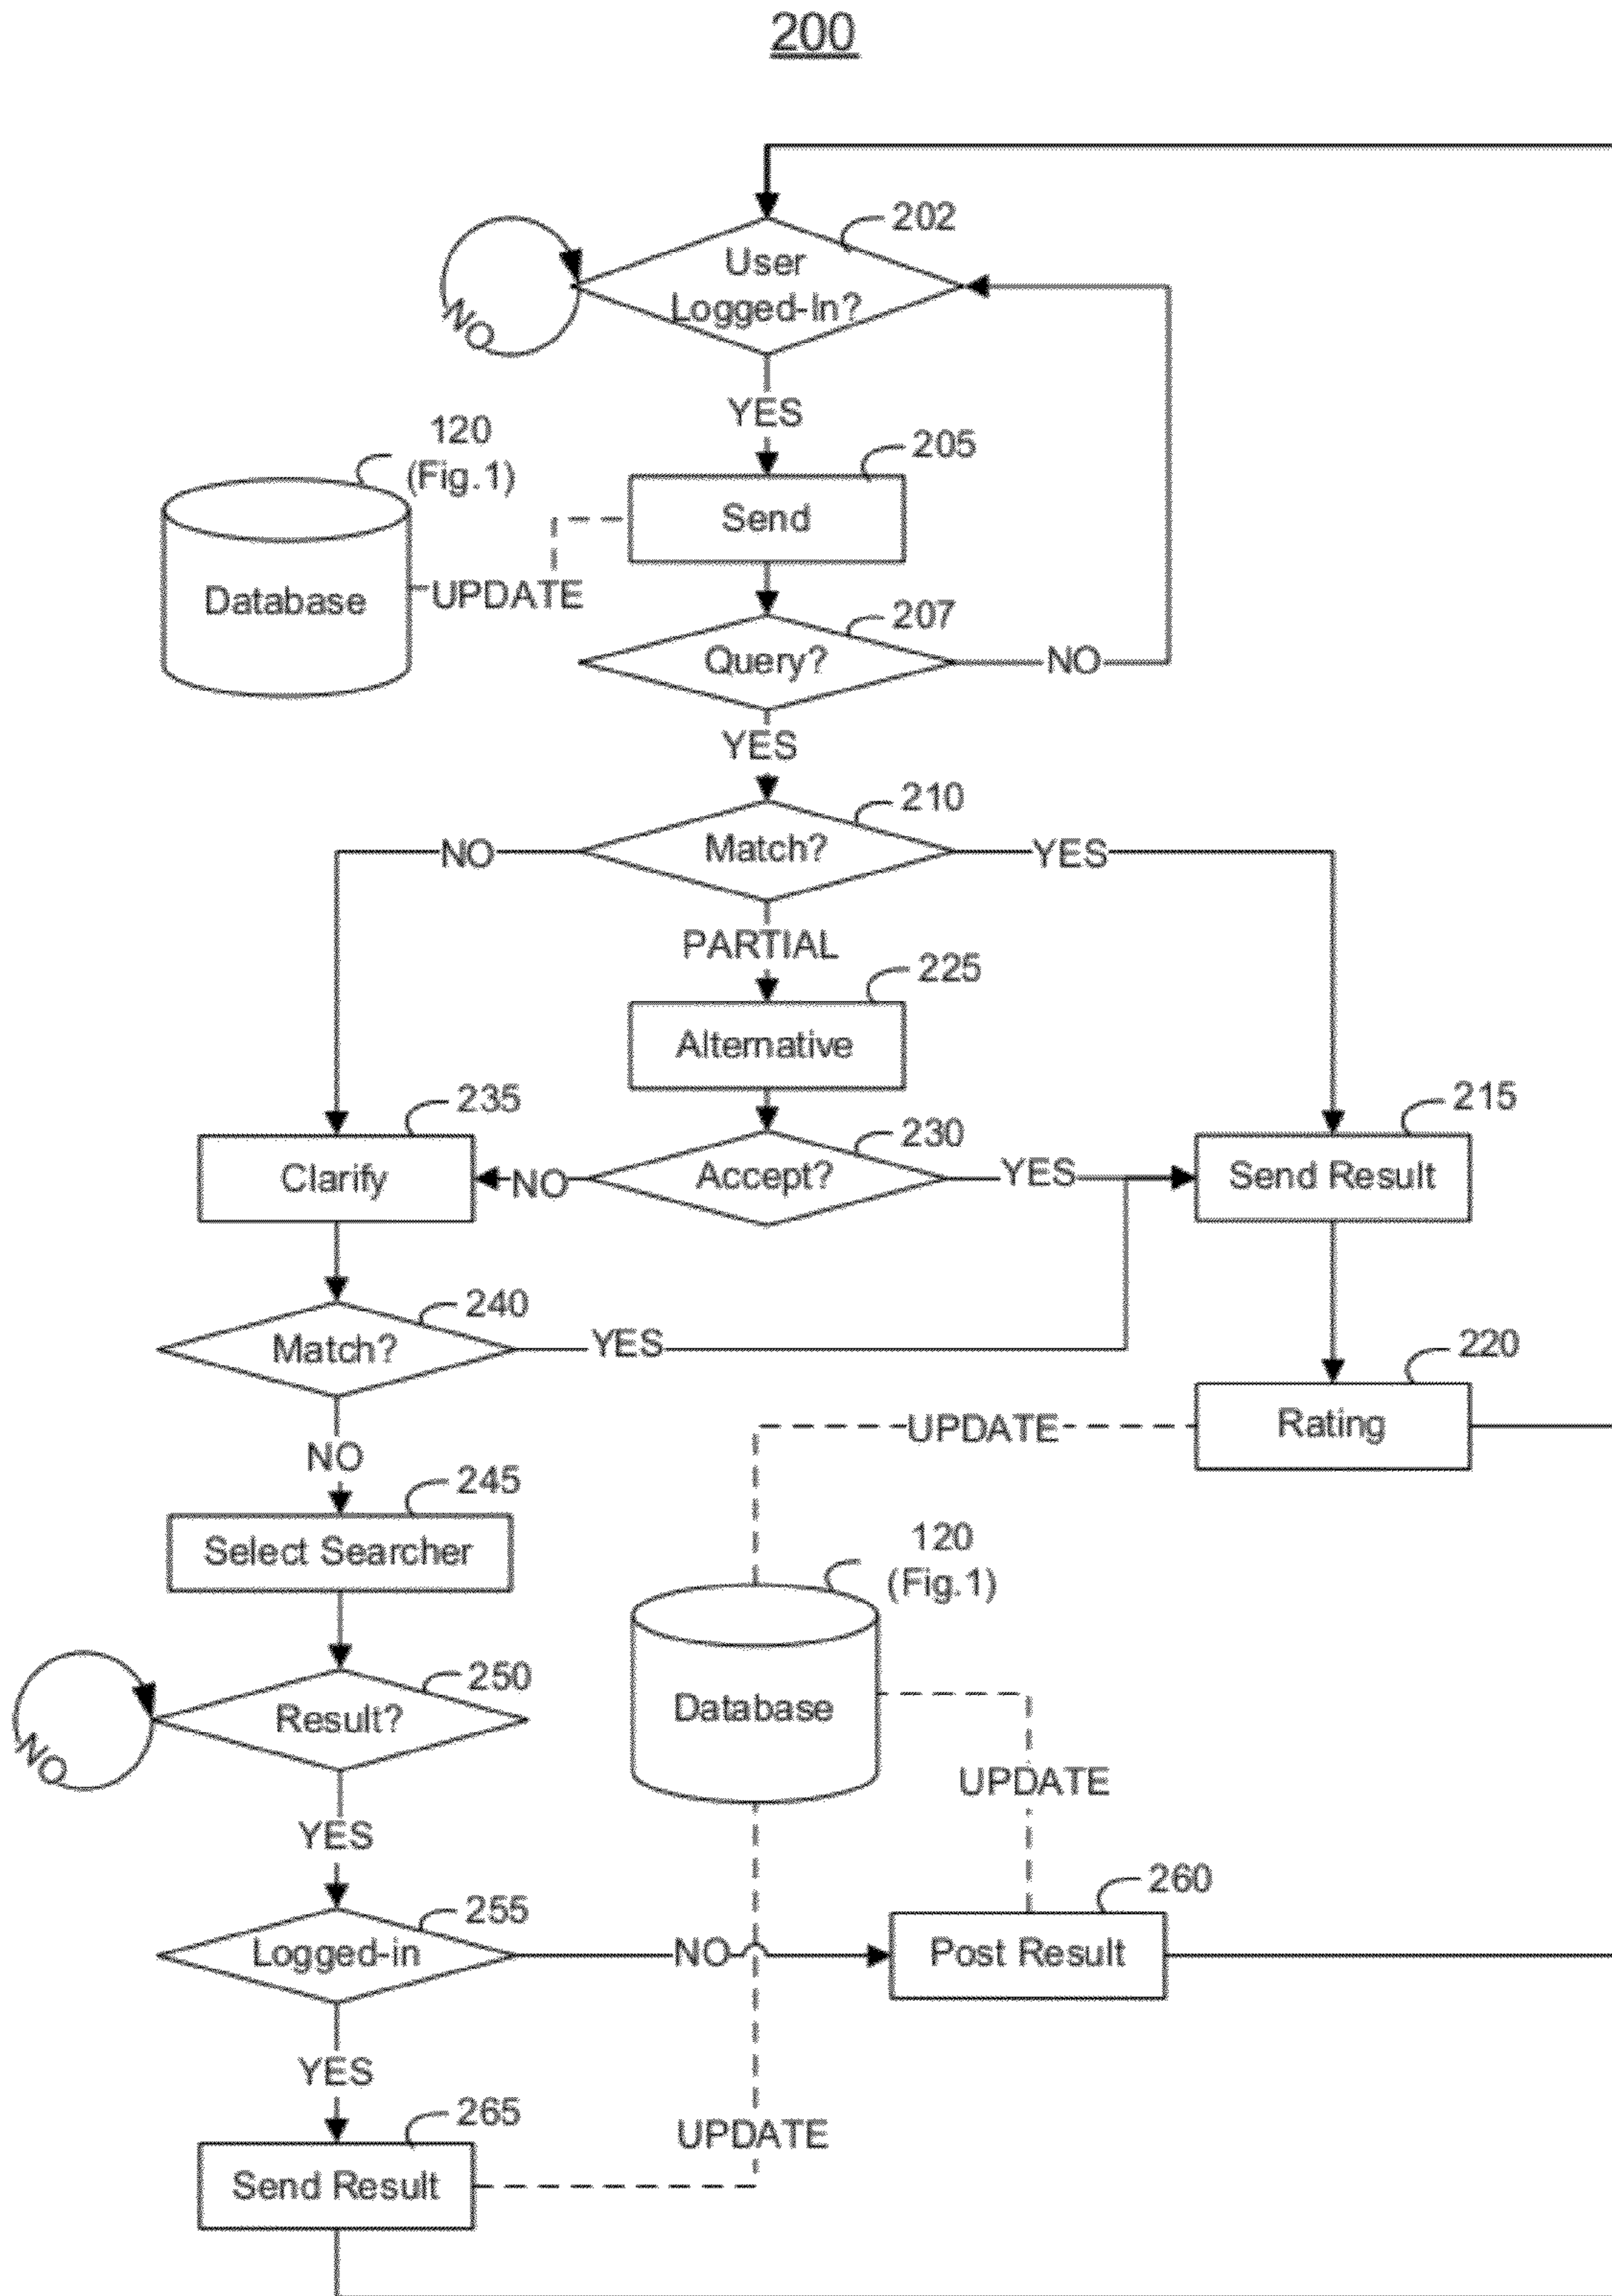 200
202
User
Logged-In?
NO
YES
120
(Fig.1)
205
Send
Database
UPDATE
207
Query?
NO
YES
210
Match?
NO
YES
PARTIAL
225
Alternative
235
230
215
Clarify
NO
Accept?
YES
Send Result
240
Match?
YES
220
UPDATE
Rating
NO
245
Select Searcher
120
(Fig.1)
250
Result?
NO
Database
UPDATE
YES
255
260
Logged-in
NO
Post Result
YES
265
UPDATE
Send Result